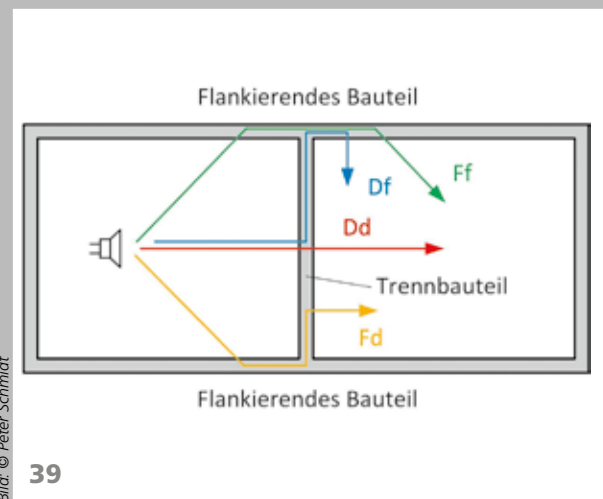 Flankierendes Bauteil
Df
Ff
Dd
Trennbauteil
Fd
Flankierendes Bauteil
Bild: © Peter Schmidt
39